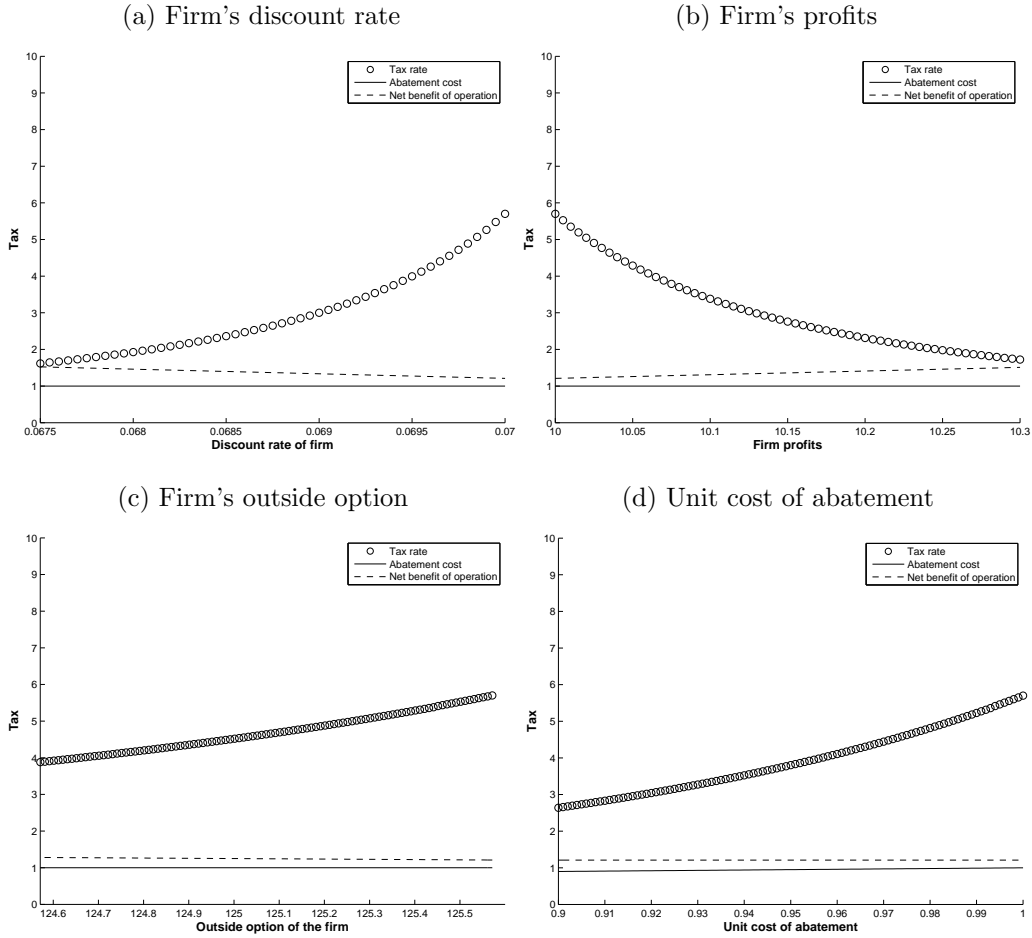 (a) Firm's discount rate
10
9
8
7
6
5
4
3
2
1
0
Tax
Tax rate
Abatement cost
Net benefit of operation
0.0675 0.068 0.0685 0.069 0.0695 0.07
Discount rate of firm
(b) Firm's profits
10
9
8
7
6
5
4
3
2
1
0
Tax
Tax rate
Abatement cost
Net benefit of operation
10 10.05 10.1 10.15 10.2 10.25 10.3
Firm profits
(c) Firm's outside option
10
9
8
7
6
5
4
3
2
1
0
Tax
Tax rate
Abatement cost
Net benefit of operation
124.6 124.7 124.8 124.9 125 125.1 125.2 125.3 125.4 125.5
Outside option of the firm
(d) Unit cost of abatement
10
9
8
7
6
5
4
3
2
1
0
Tax
Tax rate
Abatement cost
Net benefit of operation
0.9 0.91 0.92 0.93 0.94 0.95 0.96 0.97 0.98 0.99 1
Unit cost of abatement